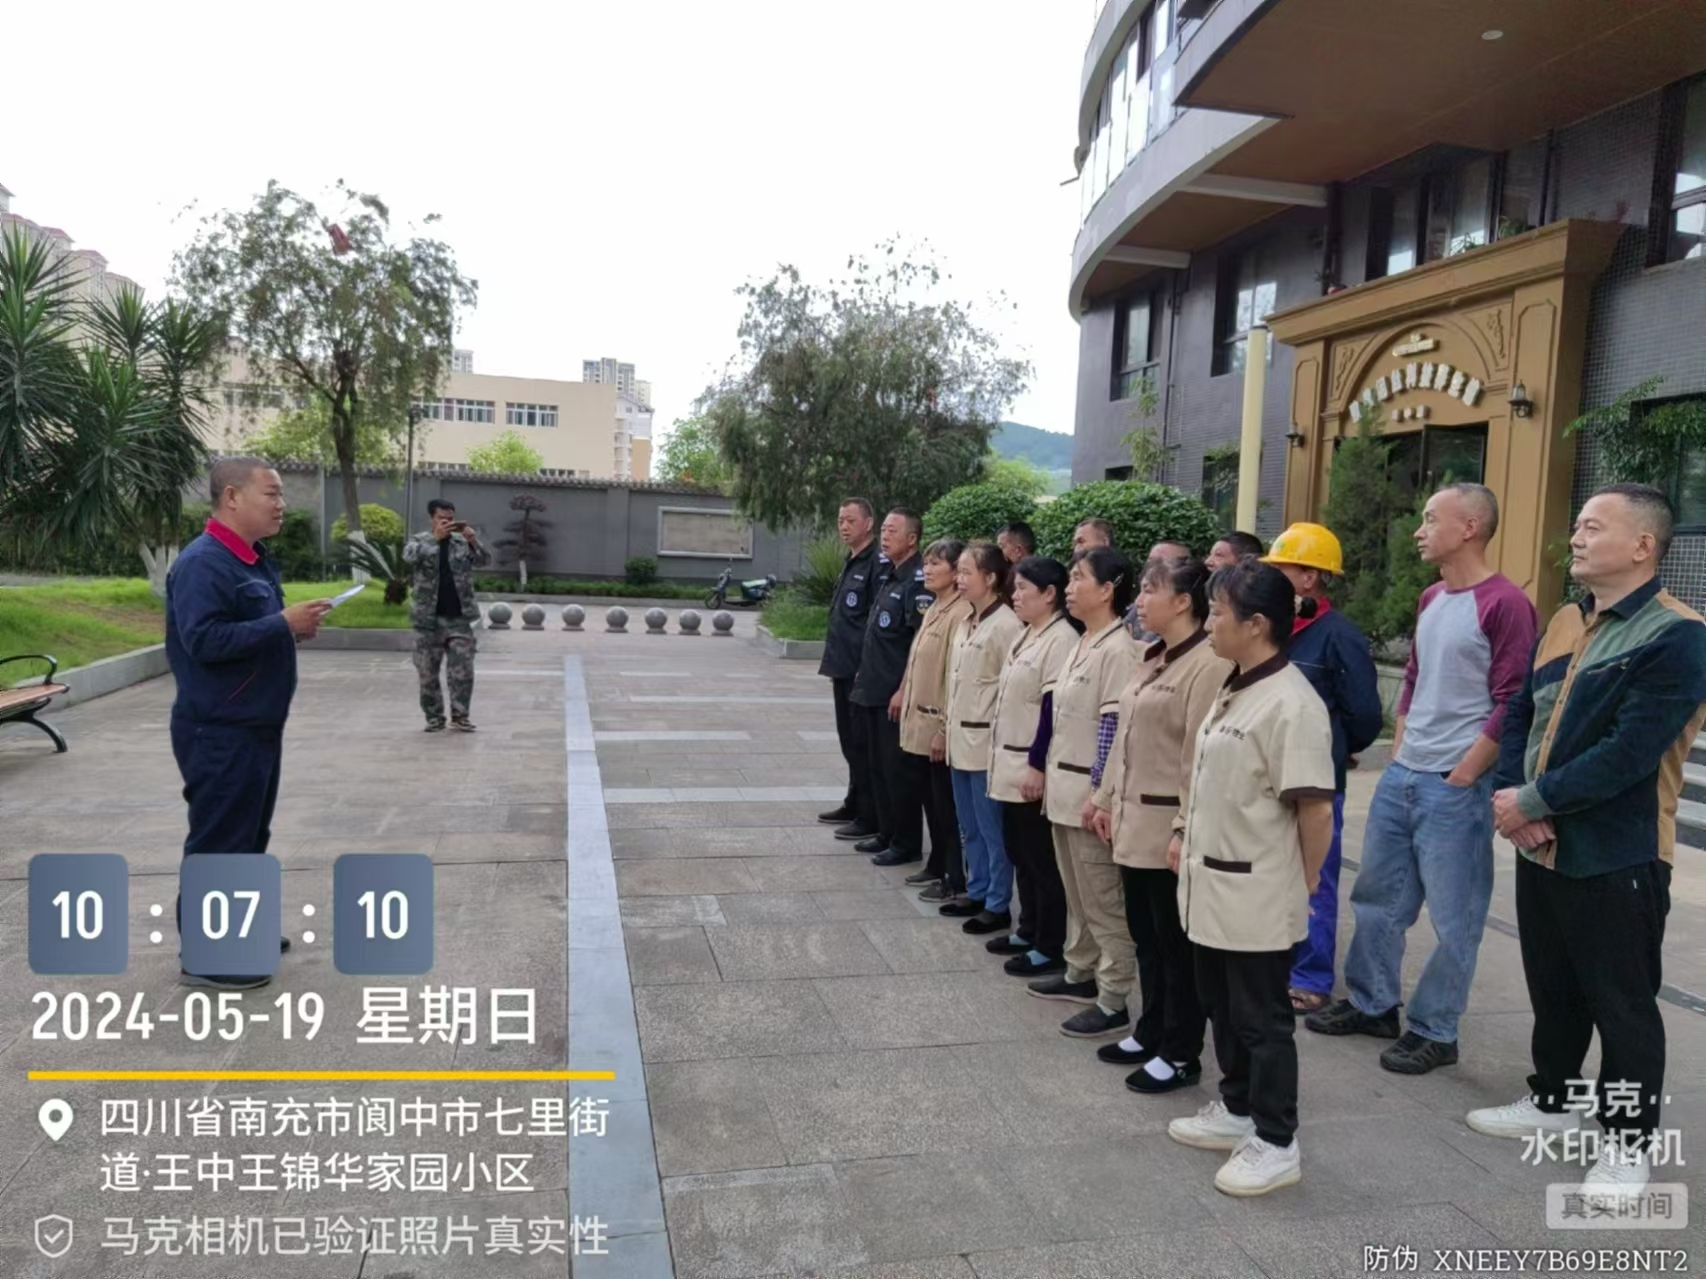 10 : 07 : 10
2024-05-19 星期日
四川省南充市阆中市七里街
道·王中王锦华家园小区
马克相机已验证照片真实性
马克
水印相机
真实时间
防伪 XNEEY7B69E8NT2